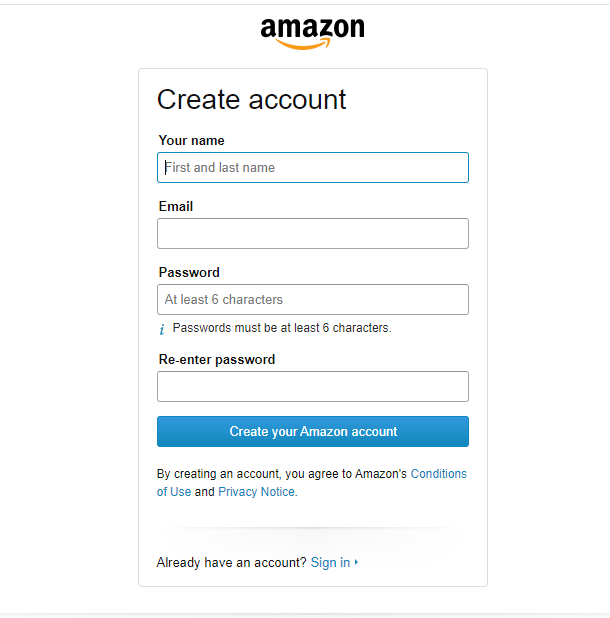 amazon
Create account
Your name
First and last name
Email
Password
At least 6 characters
i Passwords must be at least 6 characters.
Re-enter password
Create your Amazon account
By creating an account, you agree to Amazon's Conditions
of Use and Privacy Notice.
Already have an account? Sign in